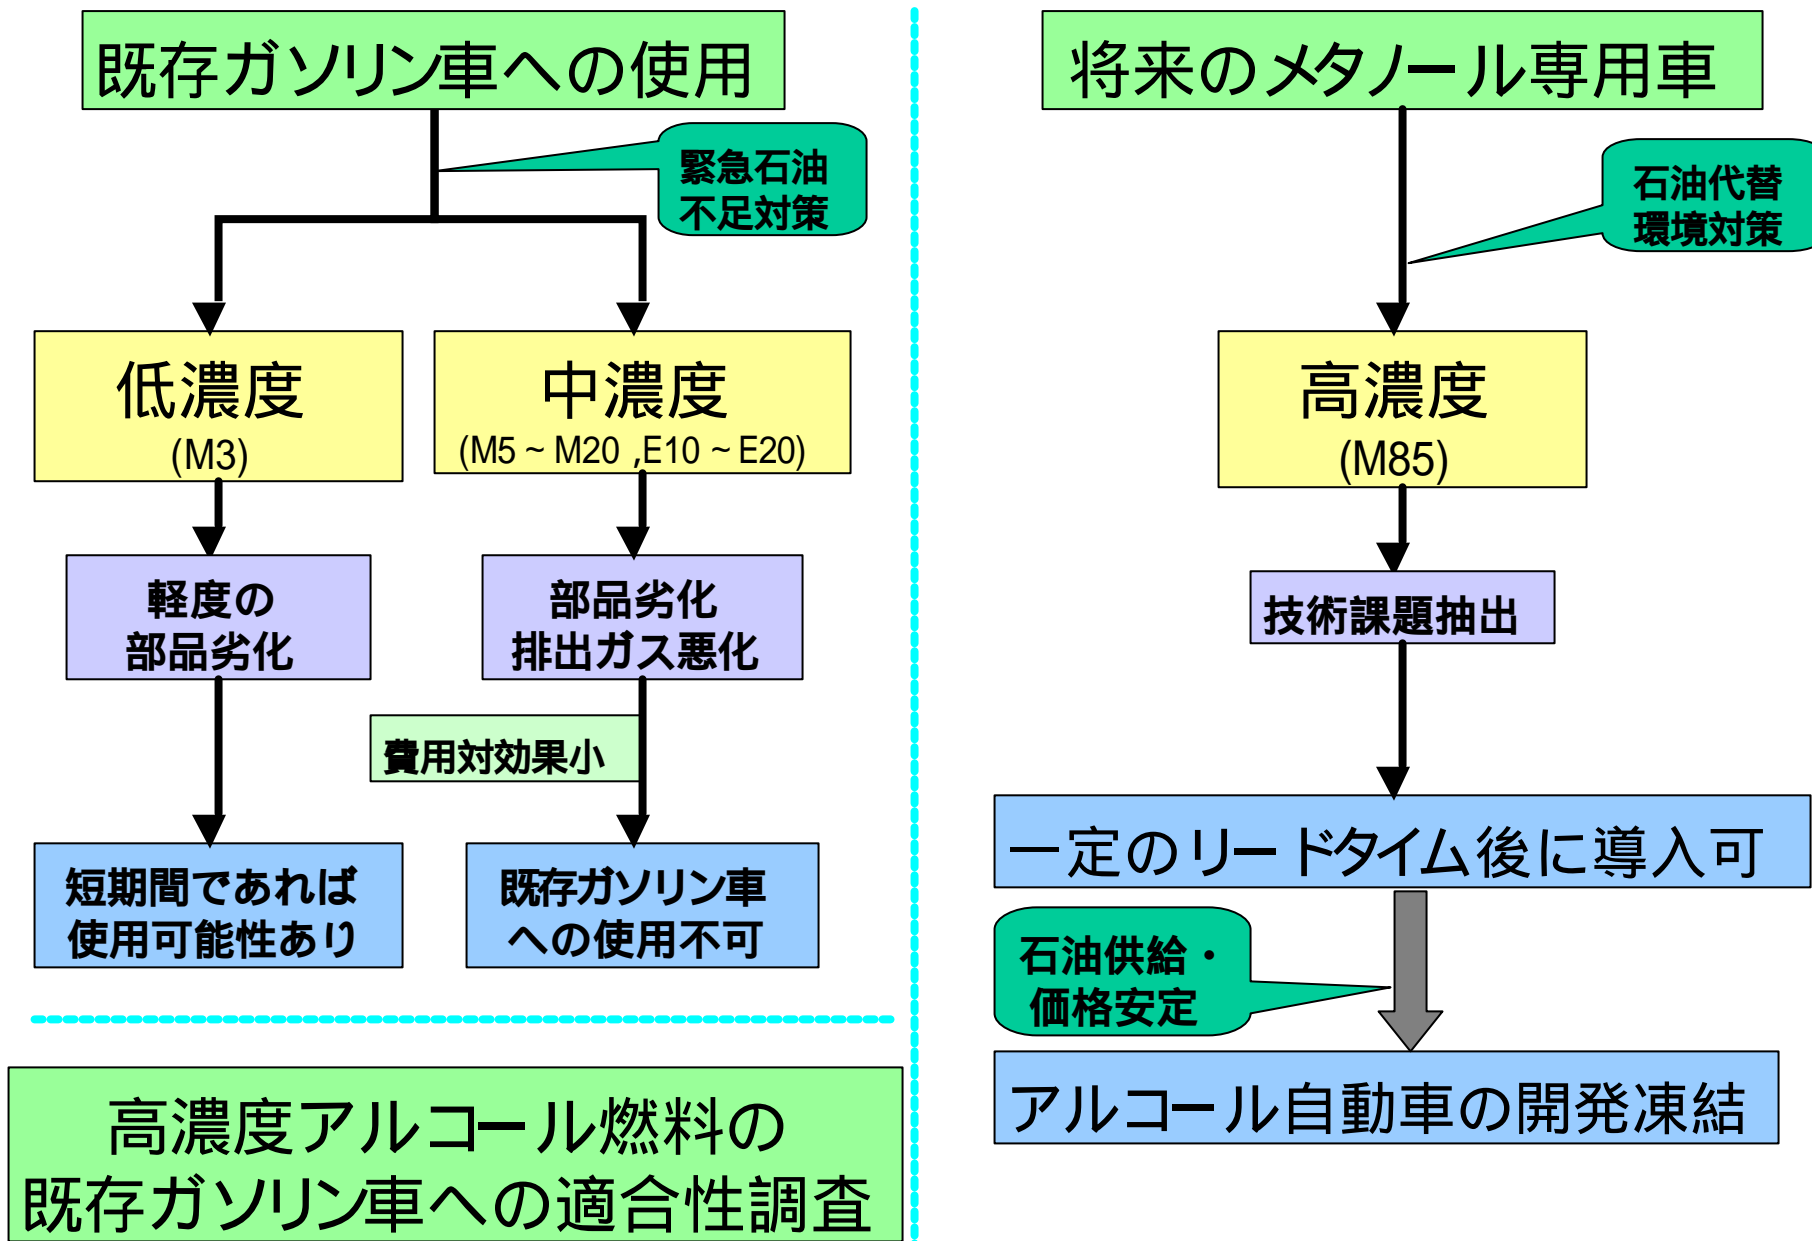 既存ガソリン車への使用
緊急石油
不足対策
低濃度
(M3)
中濃度
(M5 ~ M20 ,E10 ~ E20)
軽度の
部品劣化
部品劣化
排出ガス悪化
費用対効果小
短期間であれば
使用可能性あり
既存ガソリン車
への使用不可
高濃度アルコール燃料の
既存ガソリン車への適合性調査
将来のメタノール専用車
石油代替
環境対策
高濃度
(M85)
技術課題抽出
一定のリードタイム後に導入可
石油供給・
価格安定
アルコール自動車の開発凍結